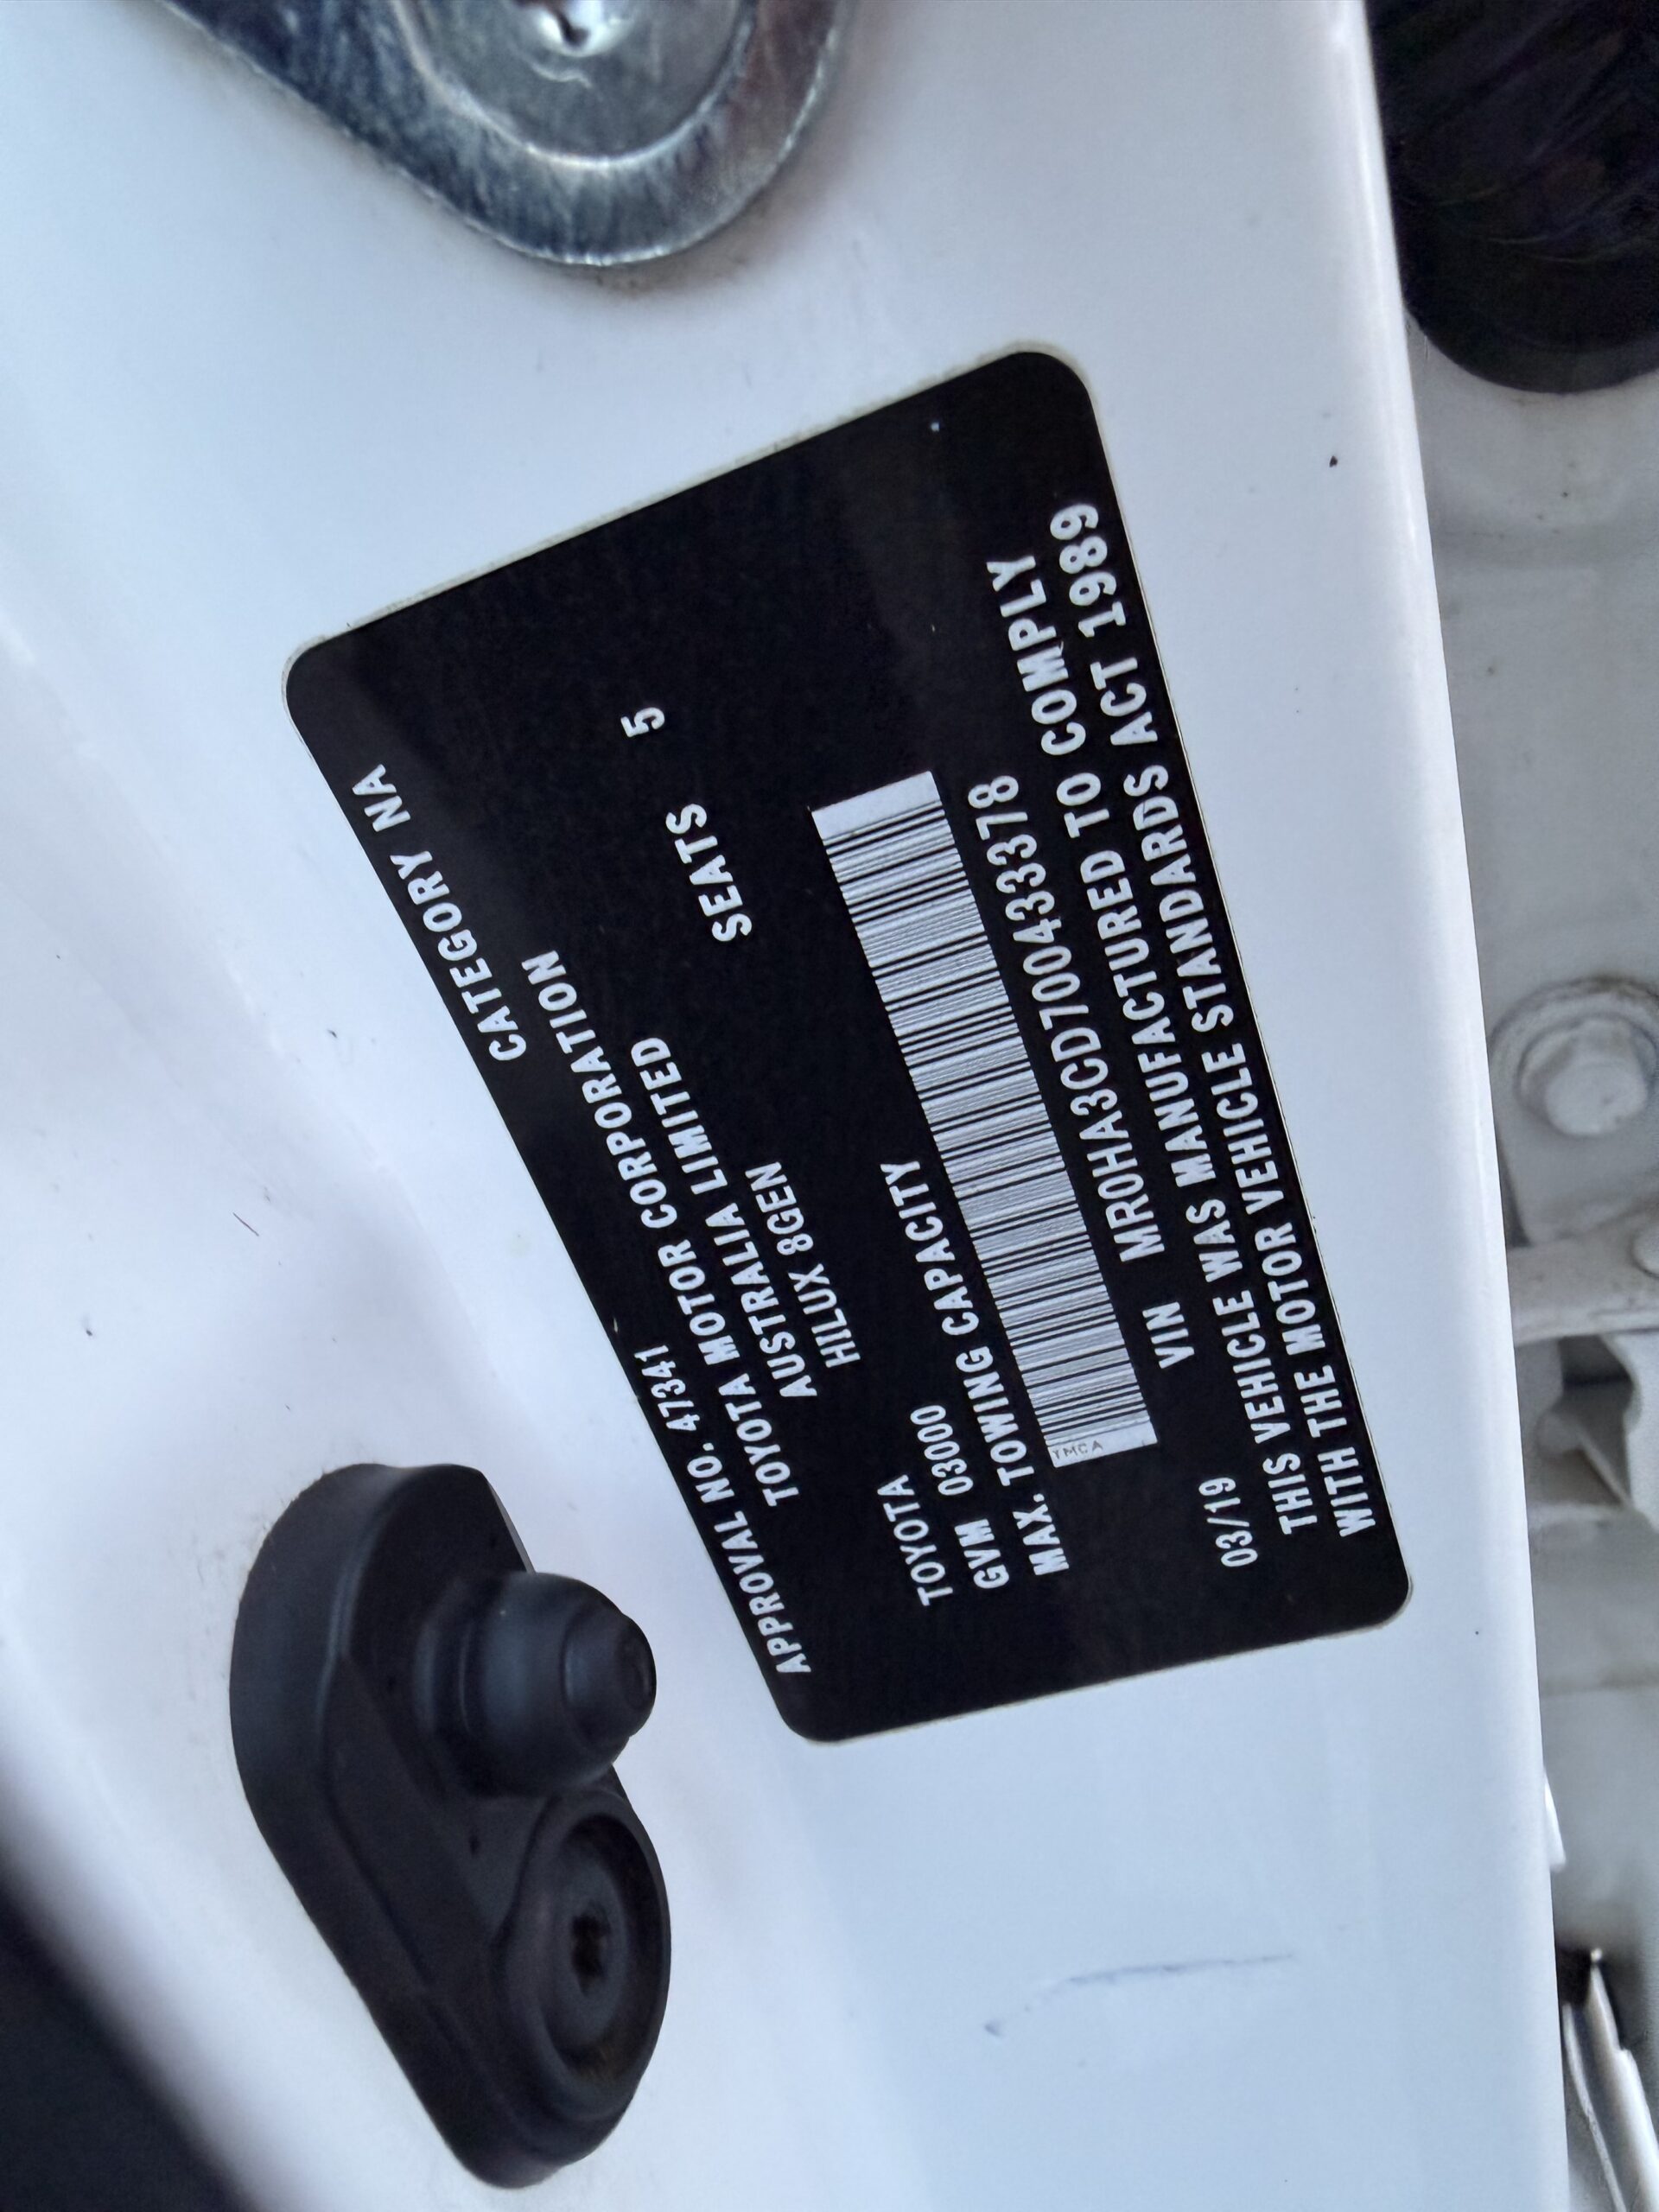 APPROVAL NO. 47341 CATEGORY NA
TOYOTA MOTOR CORPORATION
AUSTRALIA LIMITED
HILUX 8GEN
TOYOTA SEATS 5
GVM 03000
MAX. TOWING CAPACITY
TMCA
VIN MR0HA3CD700433378
03/19
THIS VEHICLE WAS MANUFACTURED TO COMPLY
WITH THE MOTOR VEHICLE STANDARDS ACT 1989